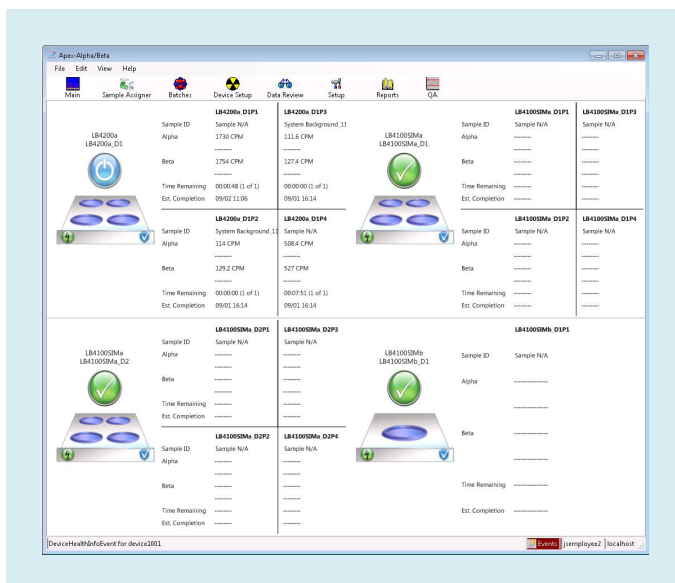 Apex-Alpha/Beta
File Edit View Help
Main Sample Assigner Batches Device Setup Data Review Setup Reports QA
LB4200a
LB4200a_D1
LB4200a_D1P1 LB4200a_D1P3
Sample ID Sample N/A System Background_11
Alpha 1730 CPM 111.6 CPM
---------- ----------
Beta 1754 CPM 127.4 CPM
---------- ----------
Time Remaining 00:00:48 (1 of 1) 00:00:00 (1 of 1)
Est. Completion 09/02 11:06 09/01 16:14
LB4200a_D1P2 LB4200a_D1P4
Sample ID System Background_11 Sample N/A
Alpha 114 CPM 508.4 CPM
---------- ----------
Beta 129.2 CPM 527 CPM
---------- ----------
Time Remaining 00:00:00 (1 of 1) 00:07:51 (1 of 1)
Est. Completion 09/01 16:14 09/01 16:14
LB4100SIMa
LB4100SIMa_D1
LB4100SIMa_D1P1 LB4100SIMa_D1P3
Sample ID Sample N/A Sample N/A
Alpha ---------- ----------
---------- ----------
Beta ---------- ----------
---------- ----------
Time Remaining ---------- ----------
Est. Completion ---------- ----------
LB4100SIMa_D1P2 LB4100SIMa_D1P4
Sample ID Sample N/A Sample N/A
Alpha ---------- ----------
---------- ----------
Beta ---------- ----------
---------- ----------
Time Remaining ---------- ----------
Est. Completion ---------- ----------
LB4100SIMa
LB4100SIMa_D2
LB4100SIMa_D2P1 LB4100SIMa_D2P3
Sample ID Sample N/A Sample N/A
Alpha ---------- ----------
---------- ----------
Beta ---------- ----------
---------- ----------
Time Remaining ---------- ----------
Est. Completion ---------- ----------
LB4100SIMa_D2P2 LB4100SIMa_D2P4
Sample ID Sample N/A Sample N/A
Alpha ---------- ----------
---------- ----------
Beta ---------- ----------
---------- ----------
Time Remaining ---------- ----------
Est. Completion ---------- ----------
LB4100SIMb
LB4100SIMb_D1
LB4100SIMb_D1P1
Sample ID Sample N/A
Alpha ----------------
----------------
Beta ----------------
----------------
Time Remaining ----------------
Est. Completion ----------------
DeviceHealthInfoEvent for device1001 Events jsemployee2 localhost